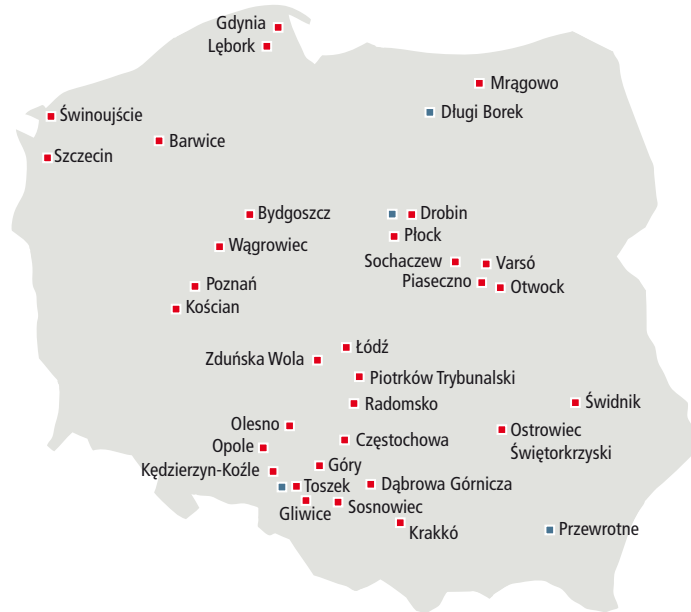 Gdynia
Lębork
Mrągowo
Długi Borek
Świnoujście
Barwice
Szczecin
Bydgoszcz
Drobin
Płock
Wągrowiec
Sochaczew
Varsó
Piaseczno
Otwock
Poznań
Kościan
Łódź
Zduńska Wola
Piotrków Trybunalski
Radomsko
Świdnik
Olesno
Ostrowiec
Świętorkrzyski
Częstochowa
Opole
Góry
Kędzierzyn-Koźle
Toszek
Dąbrowa Górnicza
Gliwice
Sosnowiec
Krakkó
Przewrotne